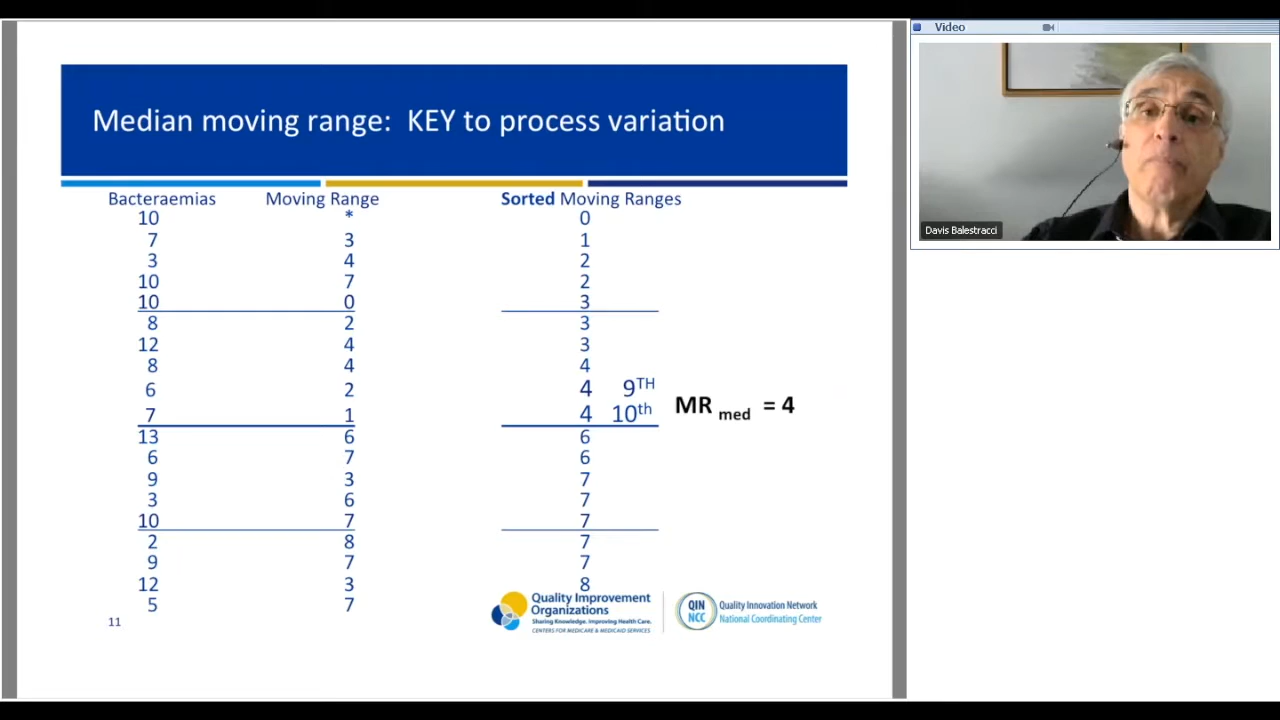 Video
Median moving range: KEY to process variation
Davis Balestracci
Bacteraemias Moving Range Sorted Moving Ranges
10 * 0
7 3 1
3 4 2
10 7 2
10 0 3
8 2 3
12 4 3
8 4 4
6 2 4 9TH
MR med = 4
7 1 4 10th
13 6 6
6 7 6
9 3 7
3 6 7
10 7 7
2 8 7
9 7 7
12 3 8
5 7
Quality Improvement
Organizations
Sharing Knowledge. Improving Health Care.
CENTERS FOR MEDICARE & MEDICAID SERVICES
QIN
NCC
Quality Innovation Network
National Coordinating Center
11